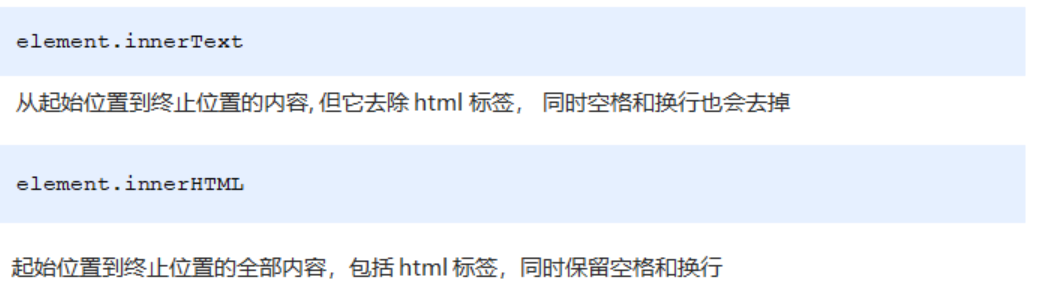 element.innerText
从起始位置到终止位置的内容, 但它去除 html 标签， 同时空格和换行也会去掉
element.innerHTML
起始位置到终止位置的全部内容，包括 html 标签，同时保留空格和换行